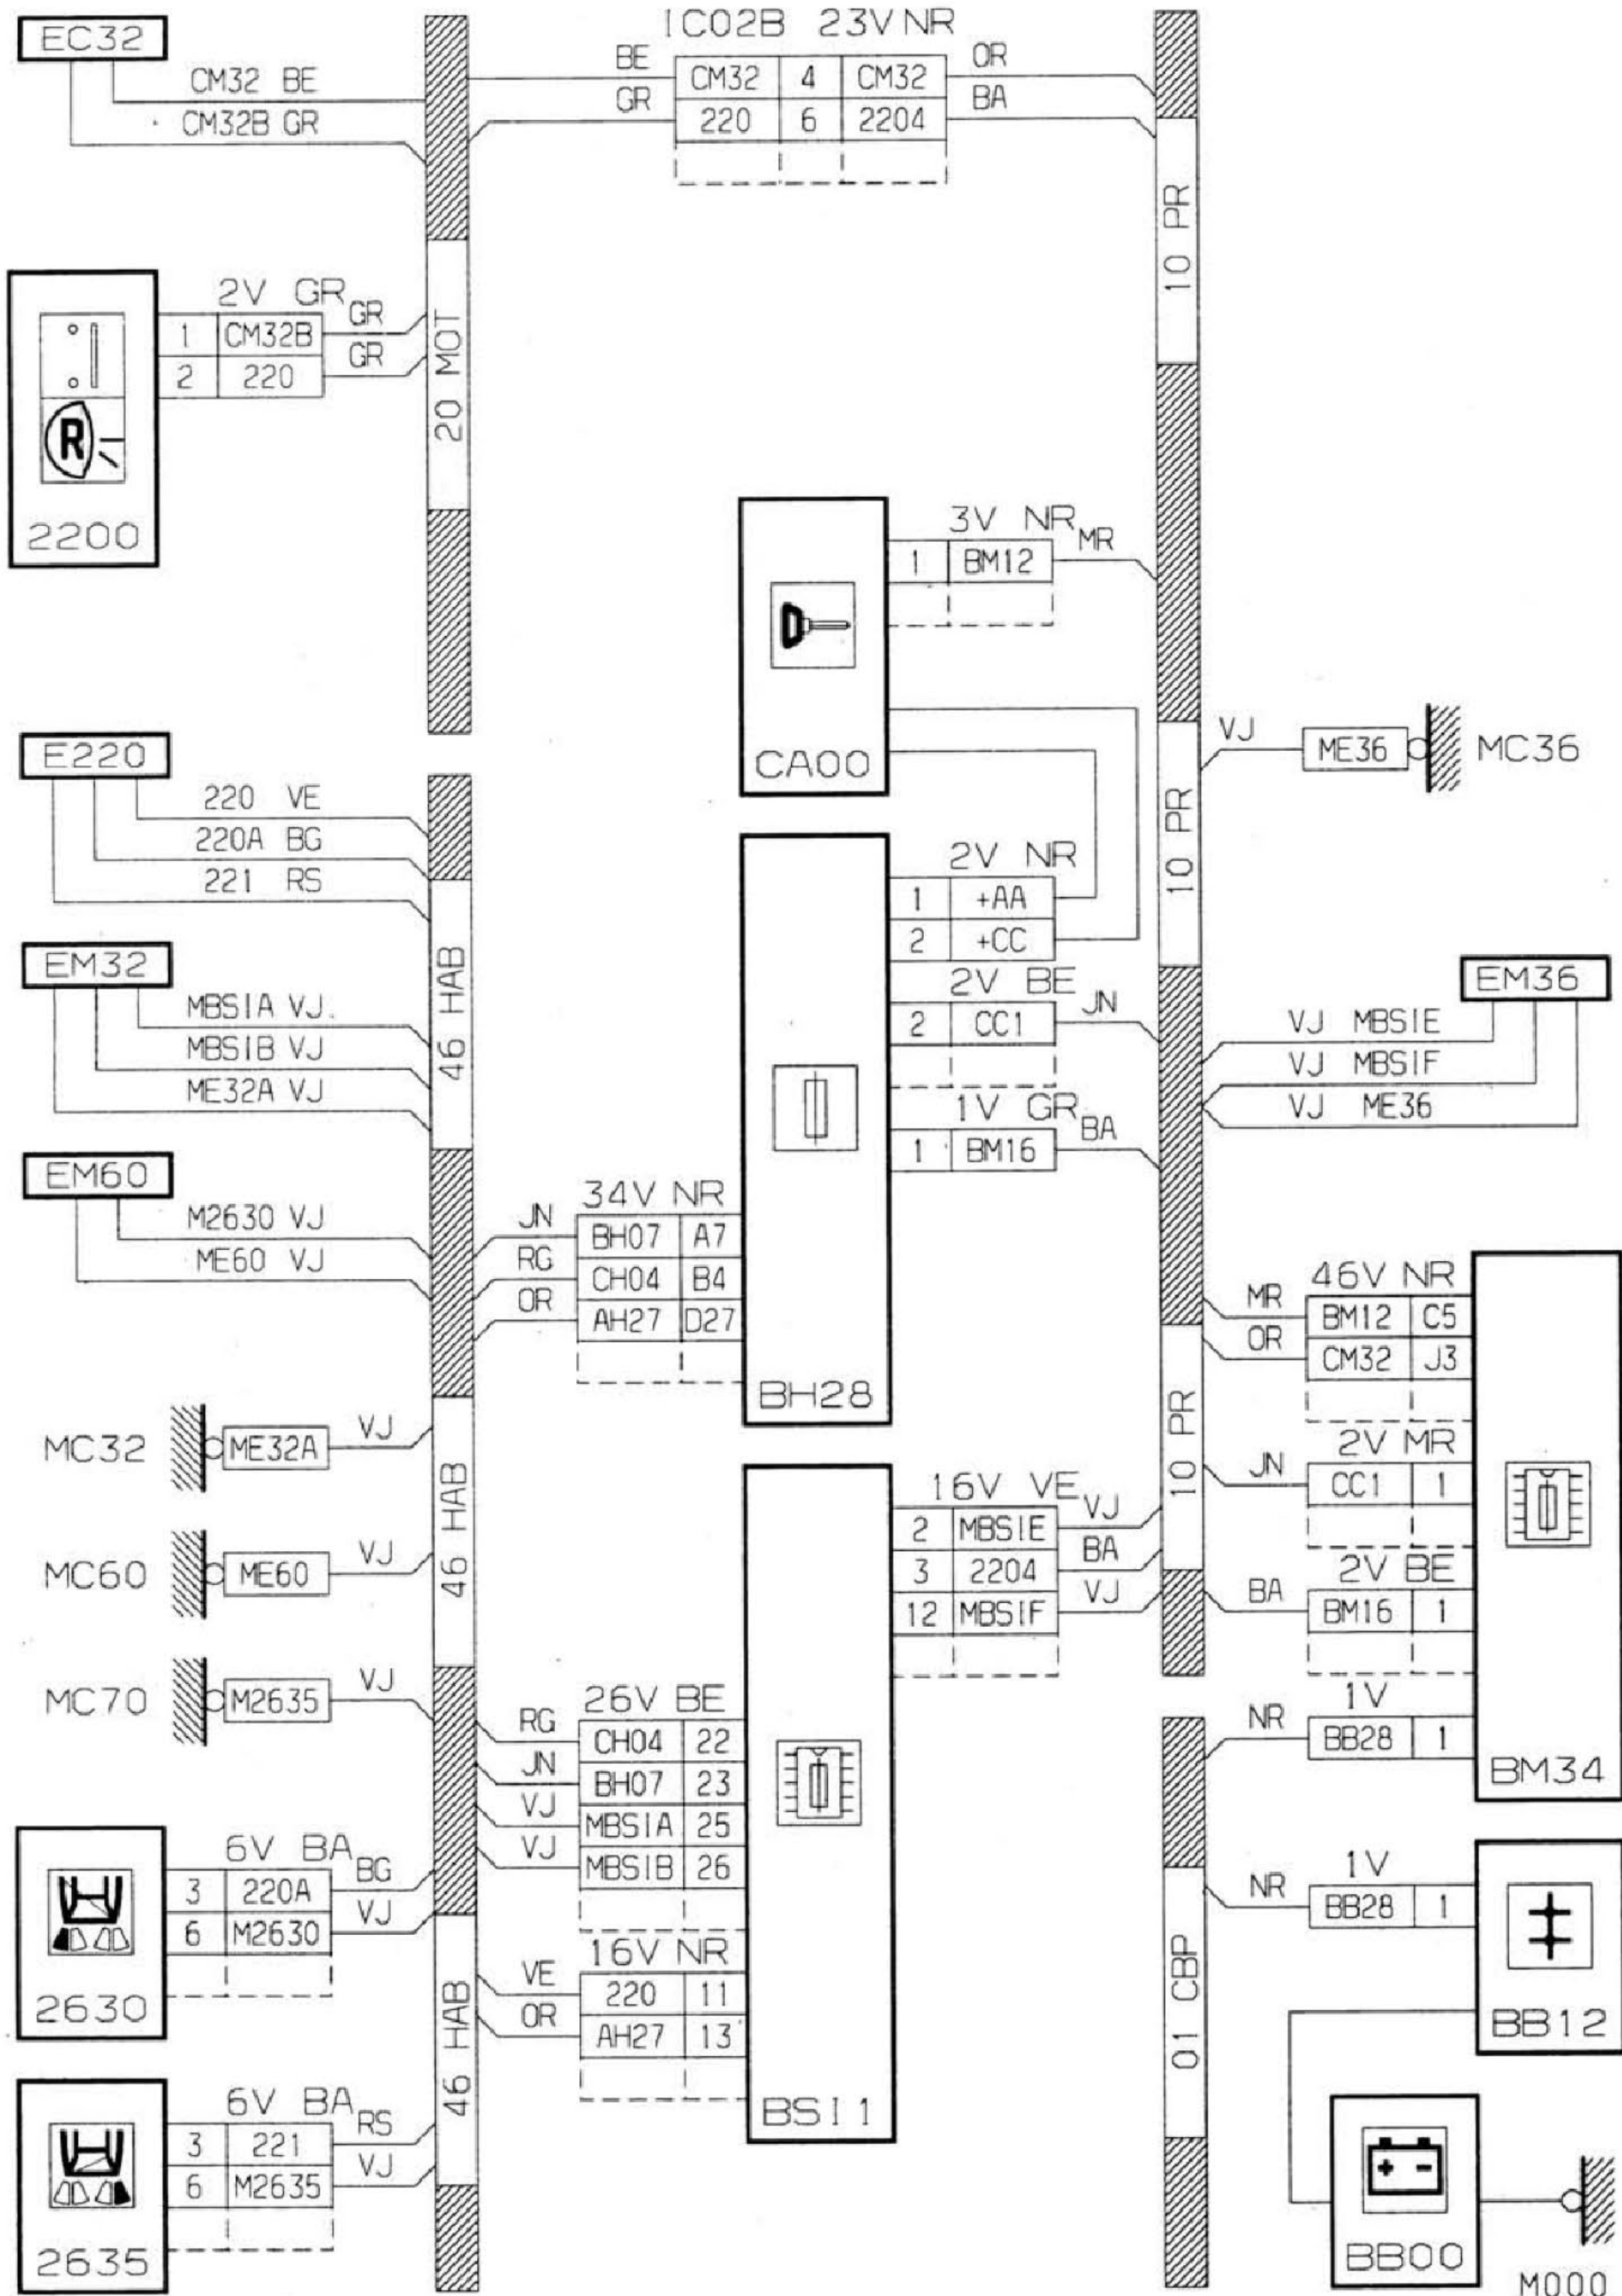 EC32
CM32 BE
CM32B GR
IC02B 23V NR
BE CM32 4 CM32 OR
GR 220 6 2204 BA
10 PR
2V GR
1 CM32B GR
2 220 GR
R
2200
20 MOT
3V NR
1 BM12 MR
CA00
10 PR
VJ ME36 MC36
E220
220 VE
220A BG
221 RS
2V NR
1 +AA
2 +CC
2V BE
2 CC1 JN
1V GR
1 BM16 BA
46 HAB
EM32
MBSIA VJ
MBSIB VJ
ME32A VJ
EM36
VJ MBSIE
VJ MBSIF
VJ ME36
EM60
M2630 VJ
ME60 VJ
34V NR
JN BH07 A7
RG CH04 B4
OR AH27 D27
BH28
46V NR
MR BM12 C5
OR CM32 J3
2V MR
JN CC1 1
2V BE
BA BM16 1
1V
NR BB28 1
BM34
10 PR
MC32 ME32A VJ
MC60 ME60 VJ
MC70 M2635 VJ
46 HAB
16V VE
2 MBSIE VJ
3 2204 BA
12 MBSIF VJ
26V BE
RG CH04 22
JN BH07 23
VJ MBSIA 25
VJ MBSIB 26
16V NR
VE 220 11
OR AH27 13
BSI1
6V BA
3 220A BG
6 M2630 VJ
2630
46 HAB
6V BA
3 221 RS
6 M2635 VJ
2635
01 CBP
1V
NR BB28 1
BB12
+ -
BB00
M000